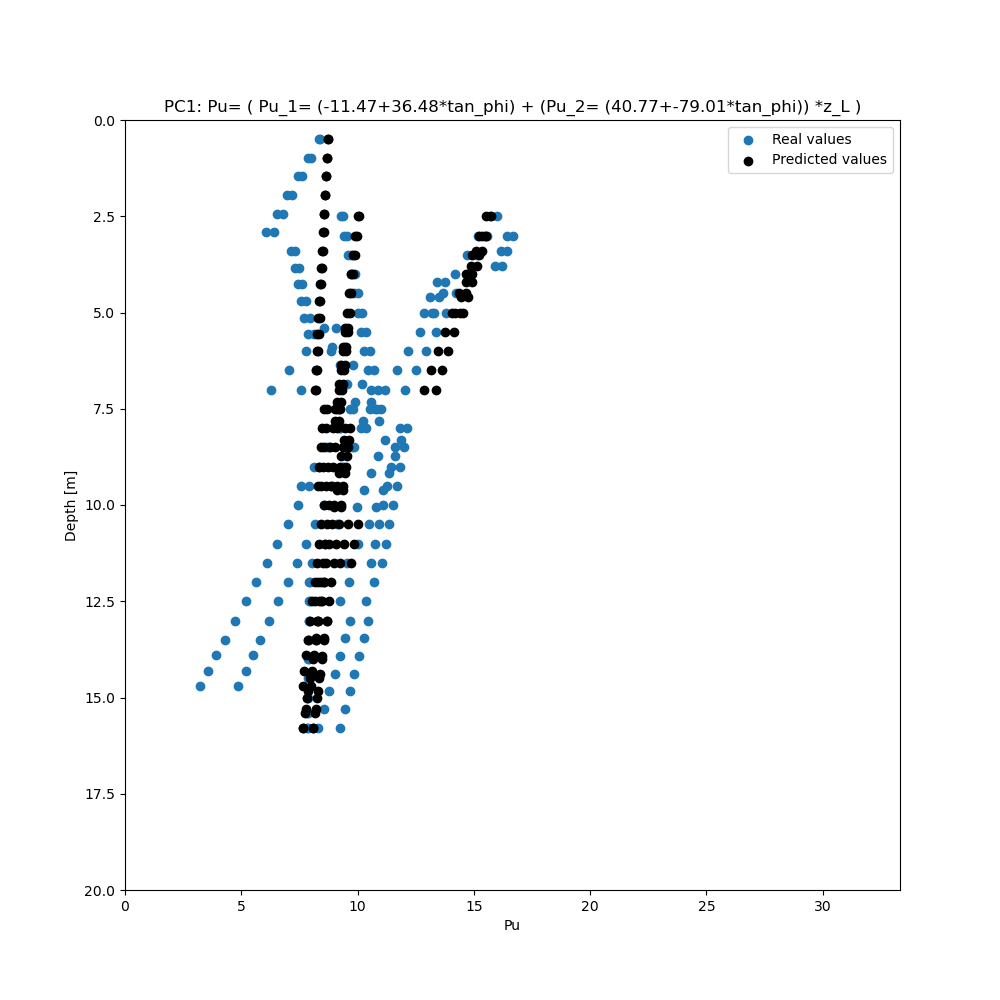 PC1: Pu= ( Pu_1= (-11.47+36.48*tan_phi) + (Pu_2= (40.77+-79.01*tan_phi)) *z_L )
Real values
Predicted values
0.0
2.5
5.0
7.5
10.0
12.5
15.0
17.5
20.0
Depth [m]
0 5 10 15 20 25 30
Pu